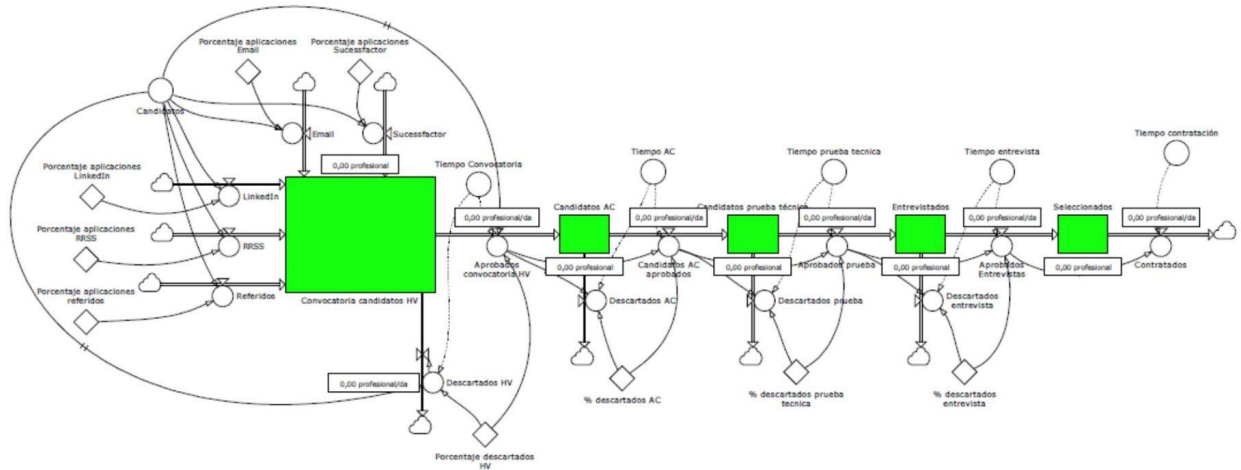 Porcentaje aplicaciones
Email
Porcentaje aplicaciones
Sucessfactor
Candidatos
Email
Sucessfactor
0,00 profesional
Porcentaje aplicaciones
LinkedIn
LinkedIn
Porcentaje aplicaciones
RRSS
RRSS
Porcentaje aplicaciones
referidos
Referidos
Convocatoria candidatos HV
Tiempo Convocatoria
0,00 profesional/da
Aprobados
convocatoria HV
0,00 profesional/da
Descartados HV
Porcentaje descartados
HV
Candidatos AC
0,00 profesional
Tiempo AC
0,00 profesional/da
Candidatos AC
aprobados
Descartados AC
% descartados AC
Candidatos prueba técnica
0,00 profesional
Tiempo prueba tecnica
0,00 profesional/da
Aprobados prueba
Descartados prueba
% descartados prueba
tecnica
Entrevistados
0,00 profesional
Tiempo entrevista
0,00 profesional/da
Aprobados
Entrevistas
Descartados
entrevista
% descartados
entrevista
Seleccionados
0,00 profesional
Tiempo contratación
0,00 profesional/da
Contratados